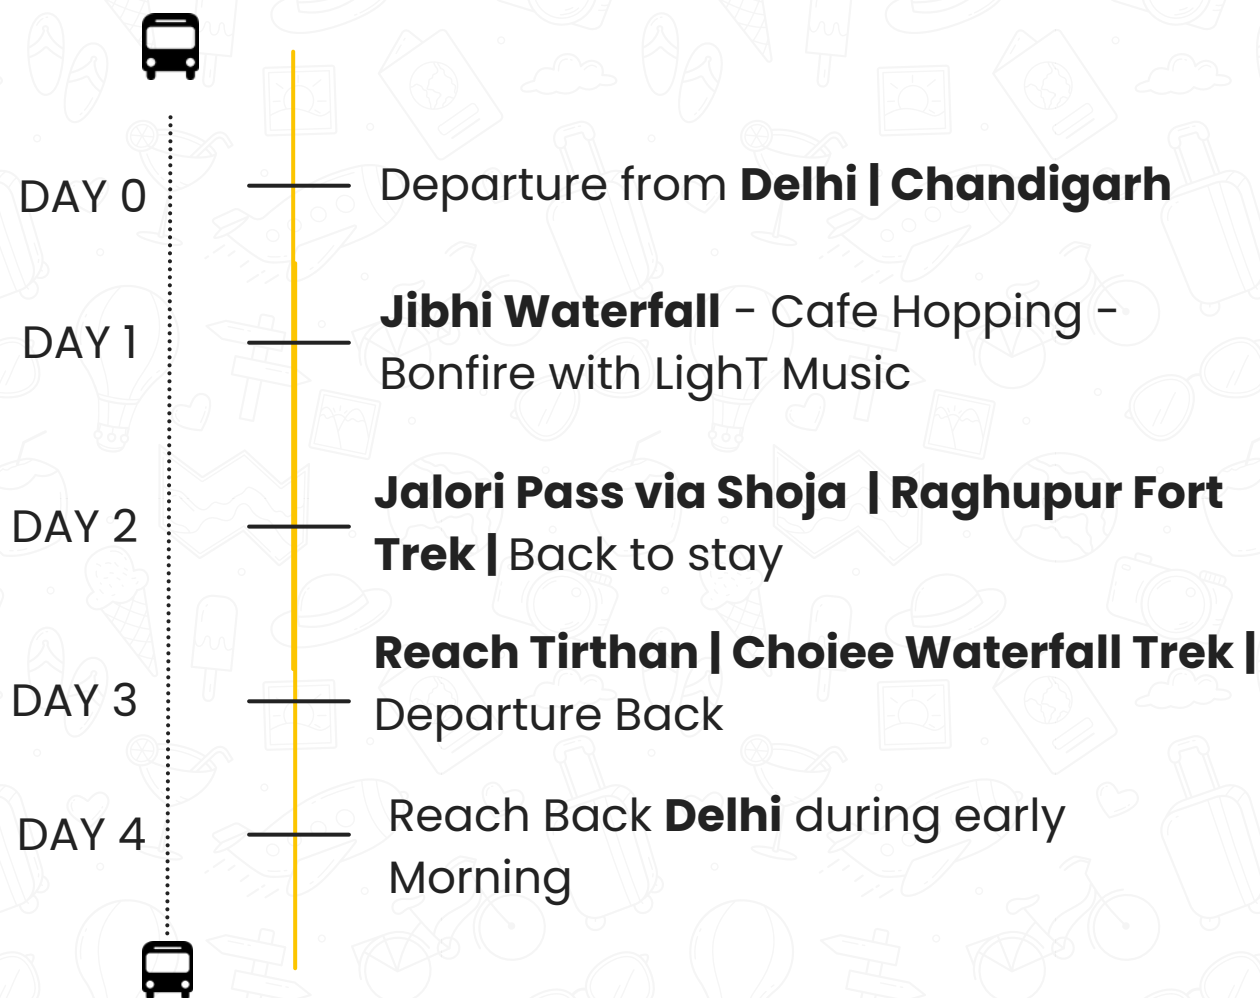 DAY 0
Departure from Delhi | Chandigarh
DAY 1
Jibhi Waterfall - Cafe Hopping -
Bonfire with LighT Music
DAY 2
Jalori Pass via Shoja | Raghupur Fort
Trek | Back to stay
DAY 3
Reach Tirthan | Choiee Waterfall Trek |
Departure Back
DAY 4
Reach Back Delhi during early
Morning